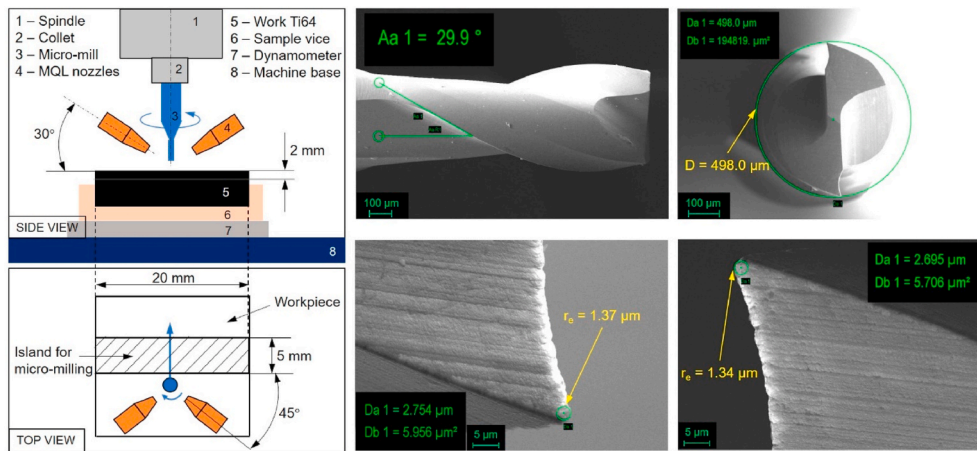 1 – Spindle
2 – Collet
3 – Micro-mill
4 – MQL nozzles
5 – Work Ti64
6 – Sample vice
7 – Dynamometer
8 – Machine base
1
2
3
4
30°
2 mm
5
6
SIDE VIEW
7
8
20 mm
Workpiece
Island for
micro-milling
5 mm
45°
TOP VIEW
Aa 1 = 29.9 °
100 µm
Da 1 = 498.0 µm
Db 1 = 194819. µm²
D = 498.0 µm
100 µm
r_e = 1.37 µm
Da 1 = 2.754 µm
Db 1 = 5.956 µm²
5 µm
Da 1 = 2.695 µm
Db 1 = 5.706 µm²
r_e = 1.34 µm
5 µm